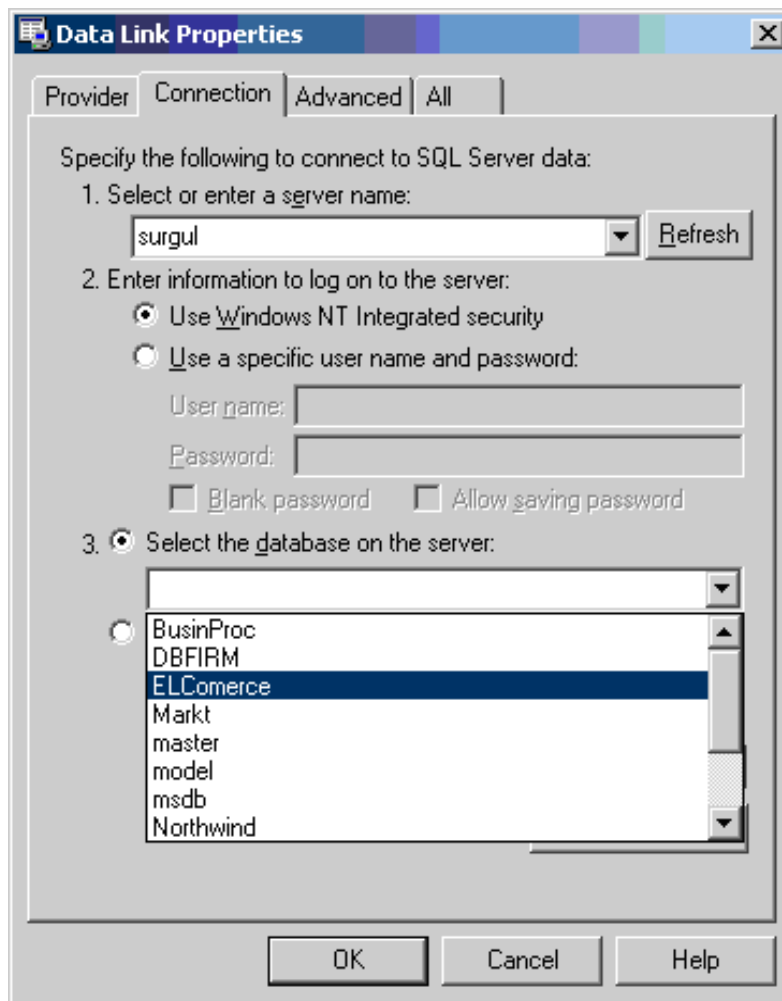 Data Link Properties
Provider Connection Advanced All
Specify the following to connect to SQL Server data:
1. Select or enter a server name:
surgul Refresh
2. Enter information to log on to the server:
Use Windows NT Integrated security
Use a specific user name and password:
User name:
Password:
Blank password Allow saving password
3. Select the database on the server:
BusinProc
DBFIRM
ELComerce
Markt
master
model
msdb
Northwind
OK Cancel Help